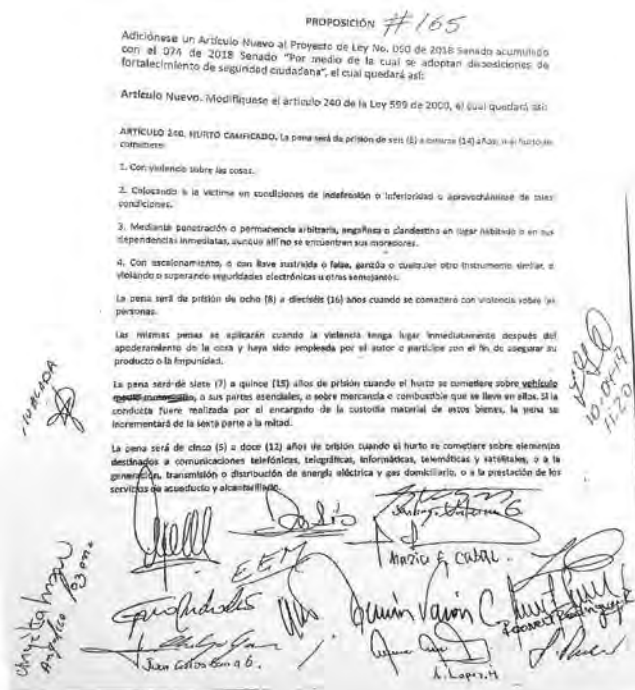 PROPOSICIÓN #165
Adiciónese un Artículo Nuevo al Proyecto de Ley No. 060 de 2018 Senado acumulado
con el 074 de 2018 Senado "Por medio de la cual se adoptan disposiciones de
fortalecimiento de seguridad ciudadana", el cual quedará así:
Artículo Nuevo. Modifíquese el artículo 240 de la Ley 599 de 2000, el cual quedará así:
ARTÍCULO 240. HURTO CALIFICADO. La pena será de prisión de seis (6) a catorce (14) años, si el hurto se
cometiere:
1. Con violencia sobre las cosas.
2. Colocando a la víctima en condiciones de indefensión o inferioridad o aprovechándose de tales
condiciones.
3. Mediante penetración o permanencia arbitraria, engañosa o clandestina en lugar habitado o en sus
dependencias inmediatas, aunque allí no se encuentren sus moradores.
4. Con escalonamiento, o con llave sustraída o falsa, ganzúa o cualquier otro instrumento similar, o
violando o superando seguridades electrónicas u otras semejantes.
La pena será de prisión de ocho (8) a dieciséis (16) años cuando se cometiere con violencia sobre las
personas.
Las mismas penas se aplicarán cuando la violencia tenga lugar inmediatamente después del
apoderamiento de la cosa y haya sido empleada por el autor o partícipe con el fin de asegurar su
producto o la impunidad.
La pena será de siete (7) a quince (15) años de prisión cuando el hurto se cometiere sobre vehículo
medio, o sus partes esenciales, o sobre mercancía o combustible que se lleve en ellos. Si la
conducta fuere realizada por el encargado de la custodia material de estos bienes, la pena se
incrementará de la sexta parte a la mitad.
La pena será de cinco (5) a doce (12) años de prisión cuando el hurto se cometiere sobre elementos
destinados a comunicaciones telefónicas, telegráficas, informáticas, telemáticas y satelitales, o a la
generación, transmisión o distribución de energía eléctrica y gas domiciliario, o a la prestación de los
servicios de acueducto y alcantarillado.
11:20
Santiago Valencia G.
María F. CABAL.
EEM
Germán Varón C
Roosvelt Rodríguez R
A. Lopez. M